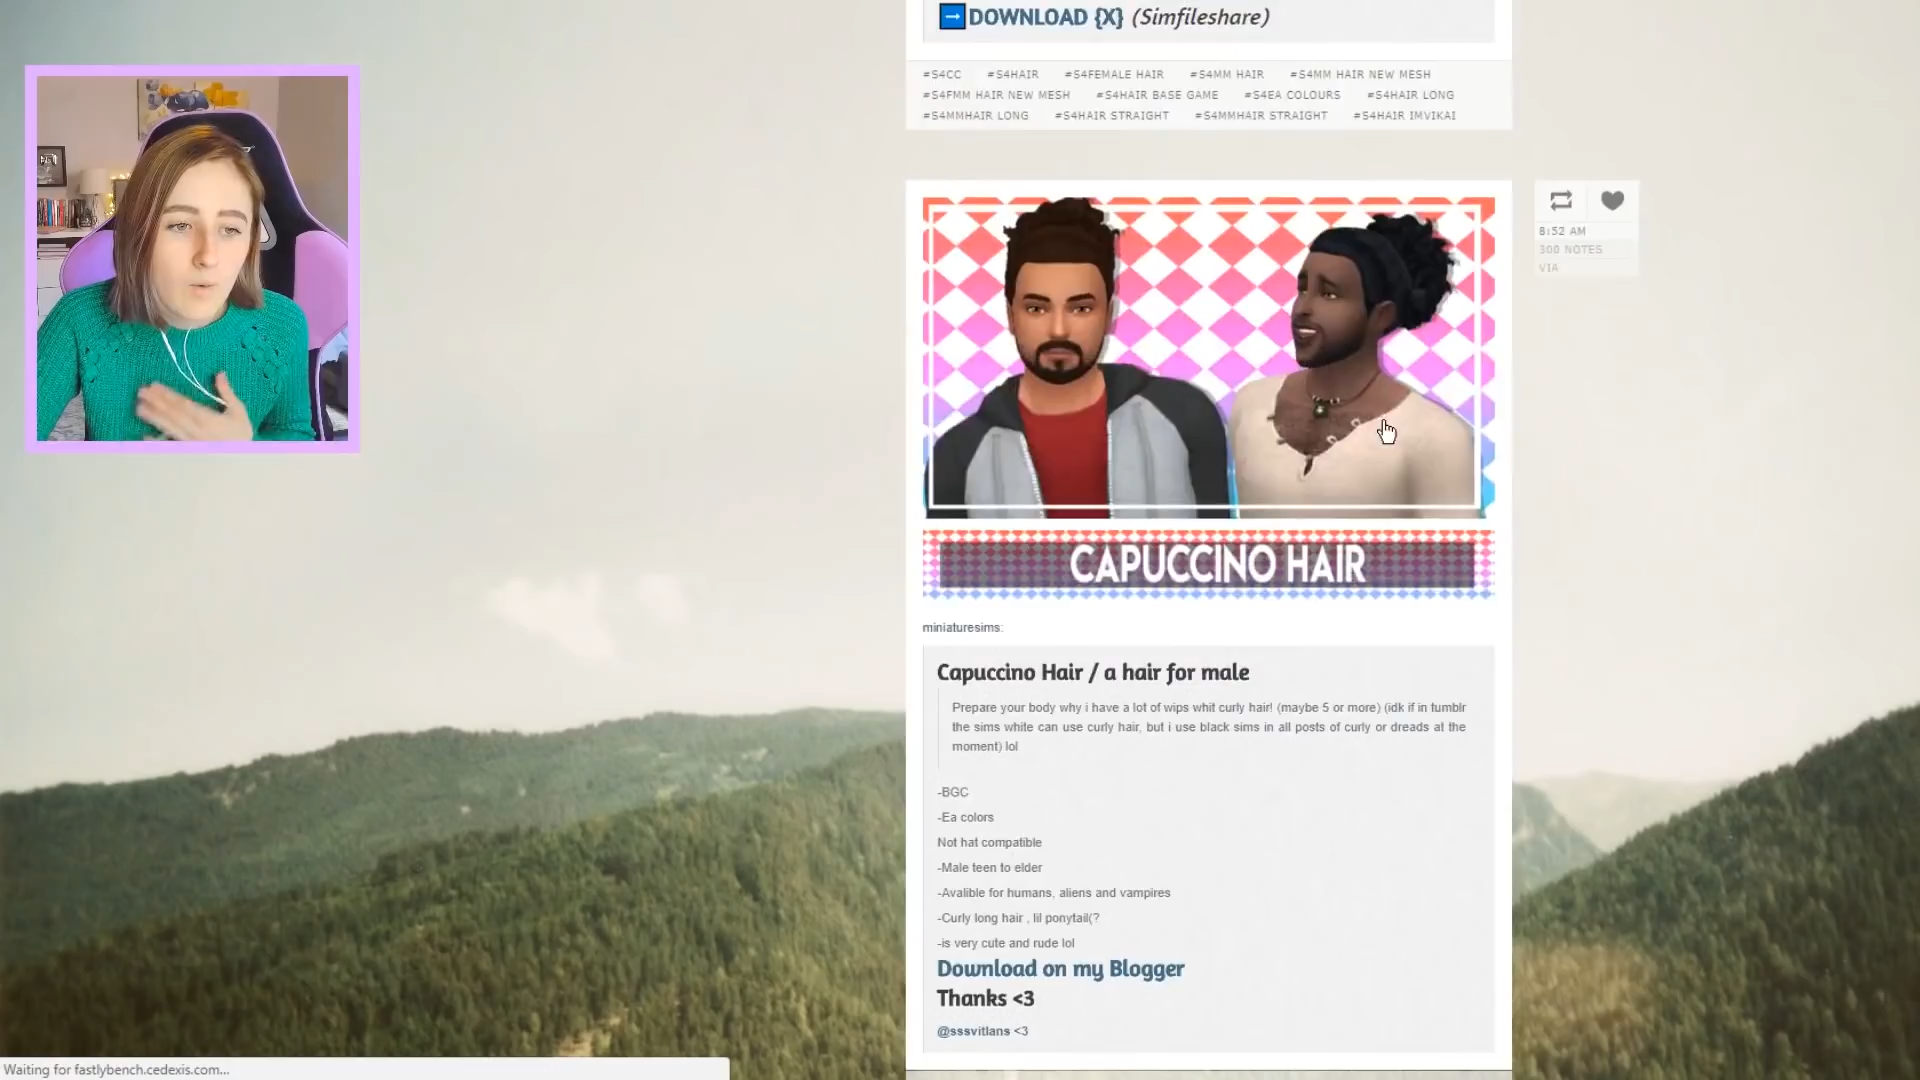 DOWNLOAD {X} (Simfileshare)
#S4CC #S4HAIR #S4FEMALE HAIR #S4MM HAIR #S4MM HAIR NEW MESH
#S4FMM HAIR NEW MESH #S4HAIR BASE GAME #S4EA COLOURS #S4HAIR LONG
#S4MMHAIR LONG #S4HAIR STRAIGHT #S4MMHAIR STRAIGHT #S4HAIR IMVIKAI
8:52 AM
300 NOTES
VIA
CAPUCCINO HAIR
miniaturesims:
Capuccino Hair / a hair for male
Prepare your body why i have a lot of wips whit curly hair! (maybe 5 or more) (idk if in tumblr
the sims white can use curly hair, but i use black sims in all posts of curly or dreads at the
moment) lol
-BGC
-Ea colors
Not hat compatible
-Male teen to elder
-Avalible for humans, aliens and vampires
-Curly long hair , lil ponytail(?
-is very cute and rude lol
Download on my Blogger
Thanks <3
@sssvitlans <3
Waiting for fastlybench.cedexis.com...